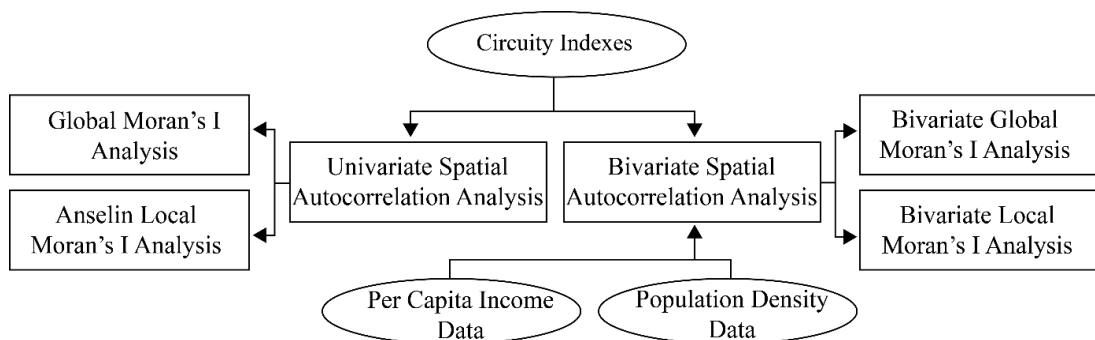 Circuity Indexes
Global Moran's I
Analysis
Anselin Local
Moran's I Analysis
Univariate Spatial
Autocorrelation Analysis
Bivariate Spatial
Autocorrelation Analysis
Bivariate Global
Moran's I Analysis
Bivariate Local
Moran's I Analysis
Per Capita Income
Data
Population Density
Data